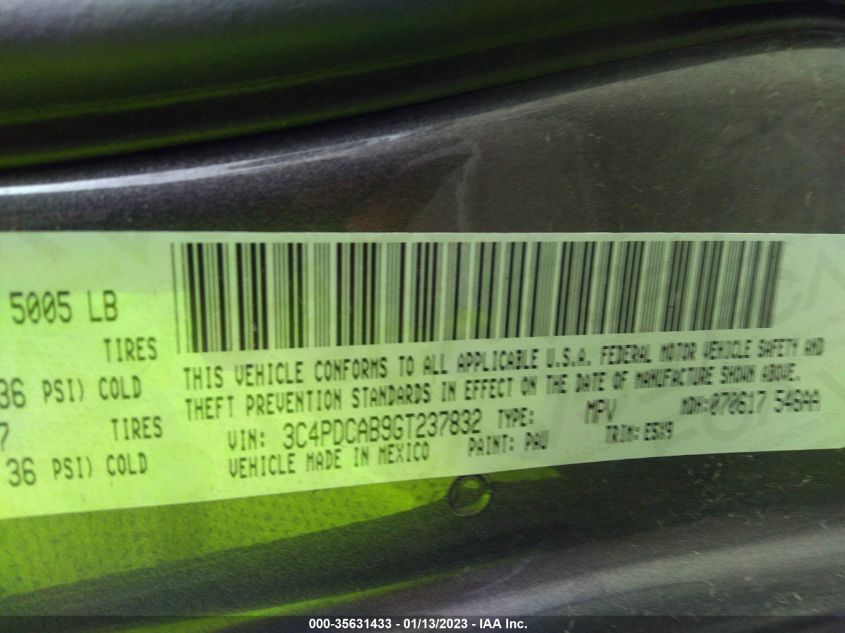 5005 LB
TIRES
36 PSI) COLD
7 TIRES
36 PSI) COLD
THIS VEHICLE CONFORMS TO ALL APPLICABLE U.S.A. FEDERAL MOTOR VEHICLE SAFETY AND
THEFT PREVENTION STANDARDS IN EFFECT ON THE DATE OF MANUFACTURE SHOWN ABOVE.
VIN: 3C4PDCAB9GT237832 TYPE: MPV MDH: 070617 546AA
VEHICLE MADE IN MEXICO PAINT: PAU TRIM: E5X9
000-35631433 - 01/13/2023 - IAA Inc.